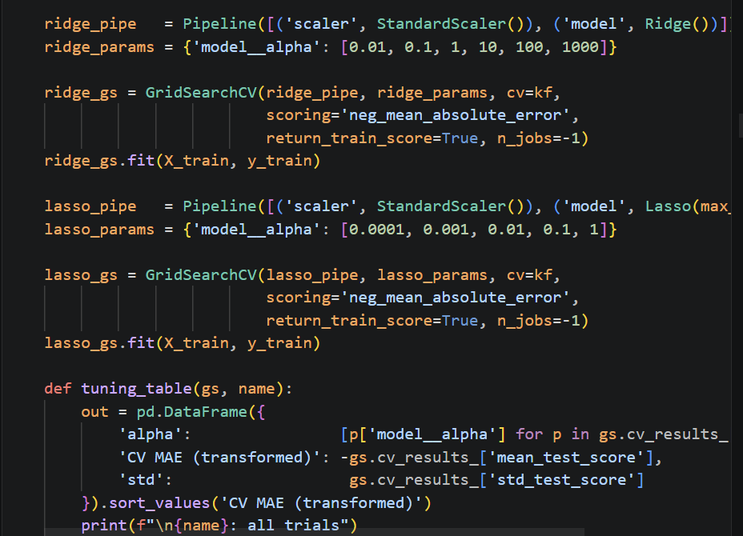 ridge_pipe   = Pipeline([('scaler', StandardScaler()), ('model', Ridge())])
ridge_params = {'model__alpha': [0.01, 0.1, 1, 10, 100, 1000]}
ridge_gs = GridSearchCV(ridge_pipe, ridge_params, cv=kf,
                        scoring='neg_mean_absolute_error',
                        return_train_score=True, n_jobs=-1)
ridge_gs.fit(X_train, y_train)
lasso_pipe   = Pipeline([('scaler', StandardScaler()), ('model', Lasso(max_
lasso_params = {'model__alpha': [0.0001, 0.001, 0.01, 0.1, 1]}
lasso_gs = GridSearchCV(lasso_pipe, lasso_params, cv=kf,
                        scoring='neg_mean_absolute_error',
                        return_train_score=True, n_jobs=-1)
lasso_gs.fit(X_train, y_train)
def tuning_table(gs, name):
    out = pd.DataFrame({
        'alpha':                [p['model__alpha'] for p in gs.cv_results_
        'CV MAE (transformed)': -gs.cv_results_['mean_test_score'],
        'std':                   gs.cv_results_['std_test_score']
    }).sort_values('CV MAE (transformed)')
    print(f"\n{name}: all trials")